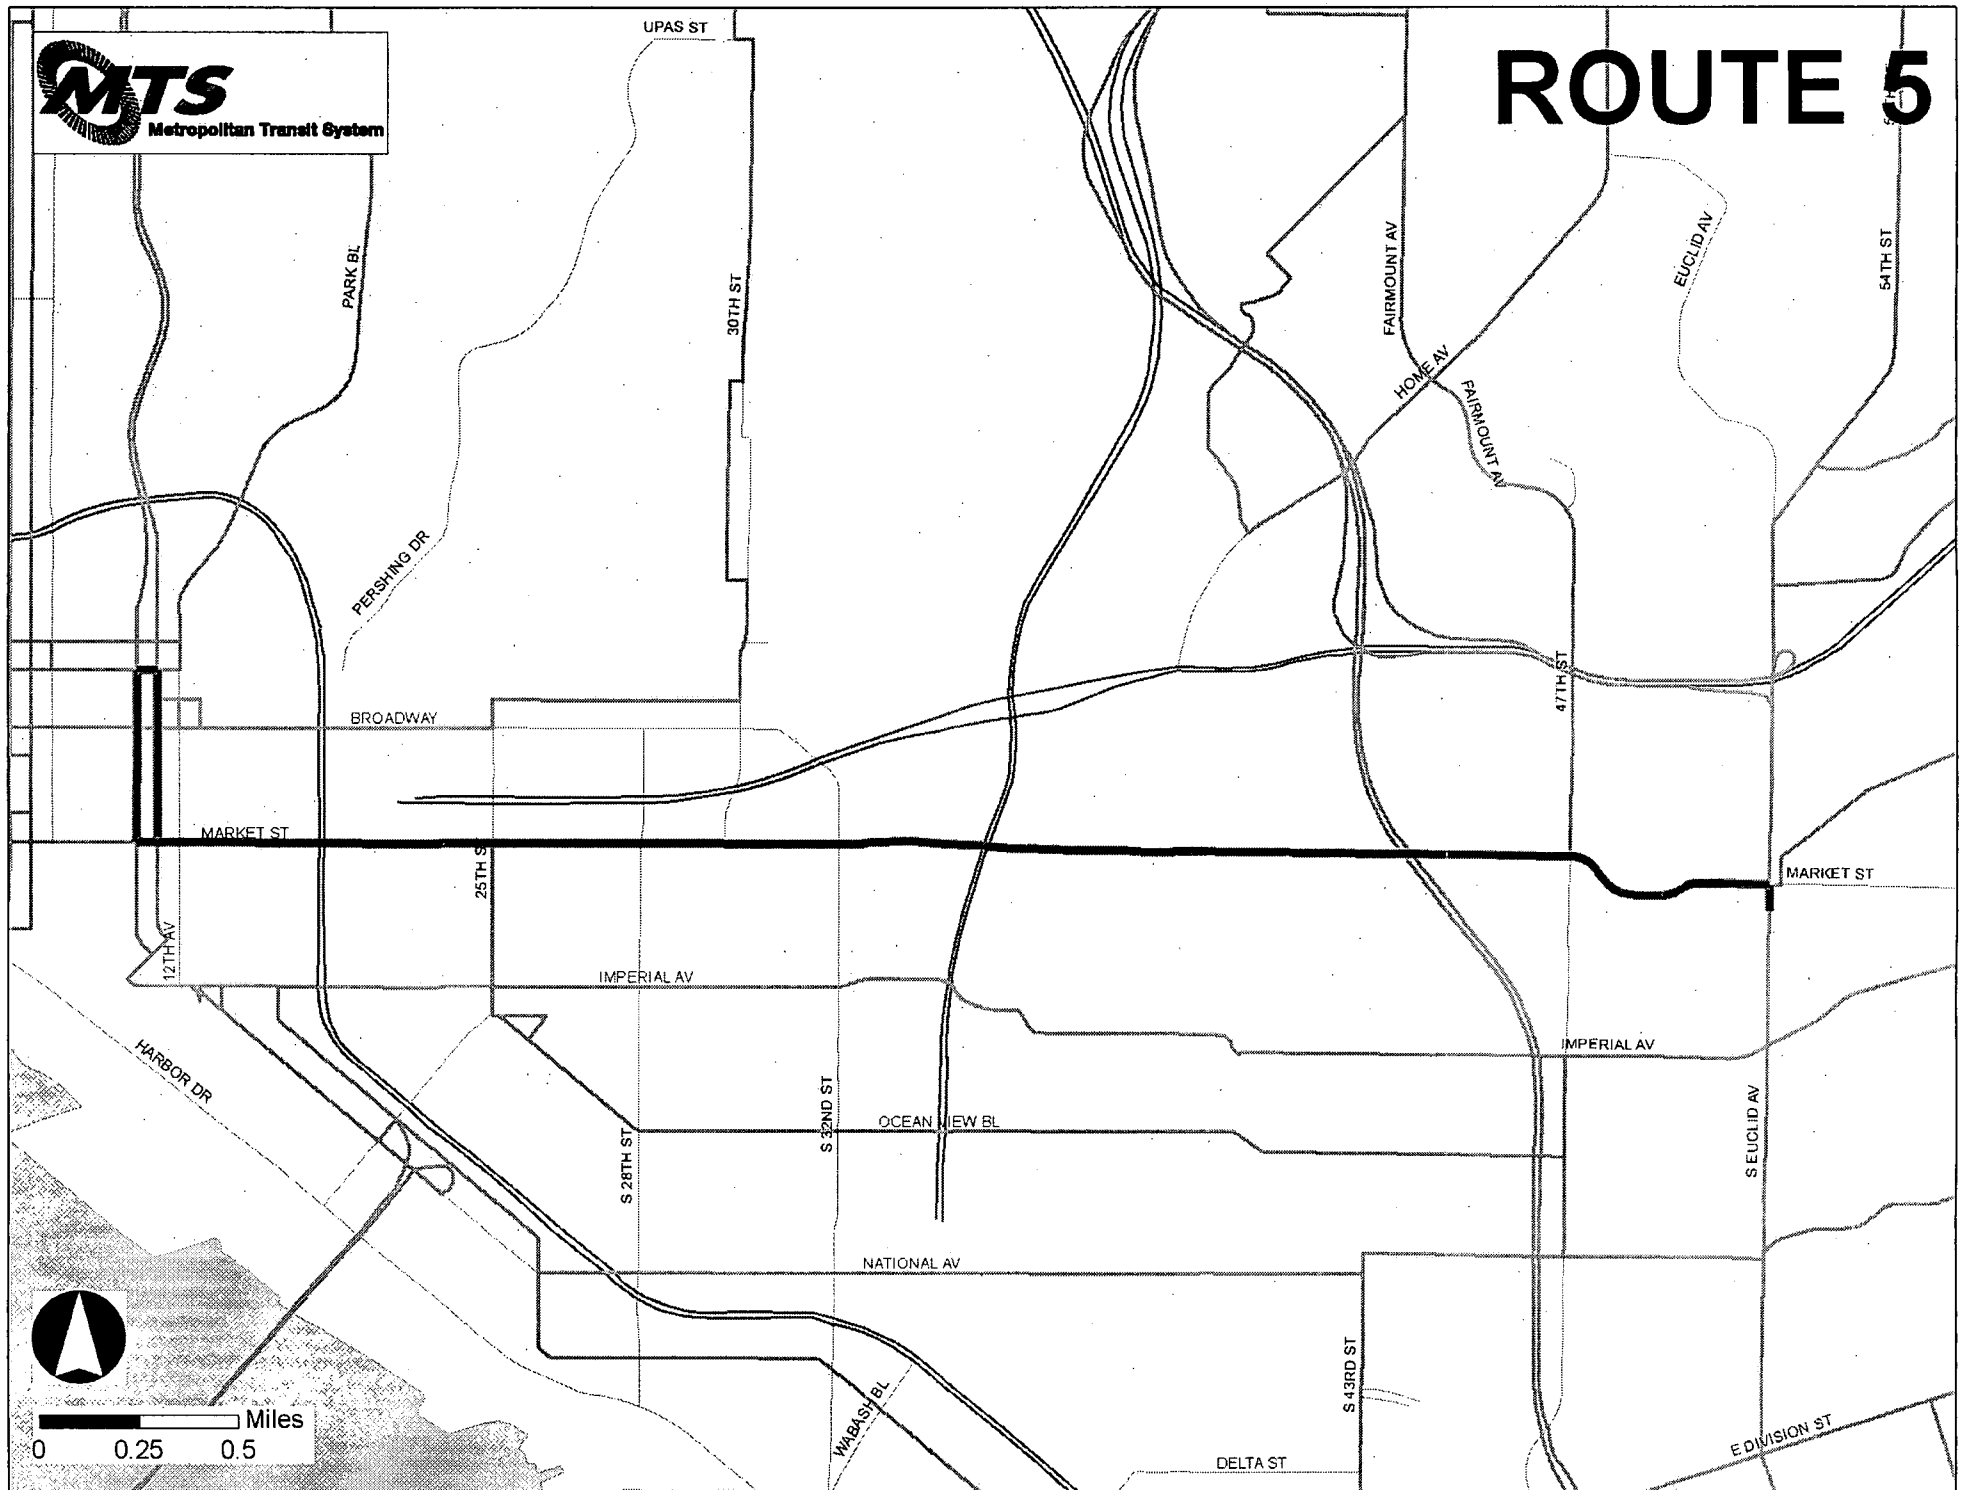 UPAS ST
ROUTE 5
MTS
Metropolitan Transit System
PARK BL
30TH ST
FAIRMOUNT AV
EUCLID AV
54TH ST
HOME AV
FAIRMOUNT AV
PERSHING DR
47TH ST
BROADWAY
MARKET ST
25TH S
MARKET ST
12TH AV
IMPERIAL AV
IMPERIAL AV
HARBOR DR
S 32ND ST
OCEAN VIEW BL
S 28TH ST
S EUCLID AV
NATIONAL AV
S 43RD ST
WABASH BL
Miles
0 0.25 0.5
E DIVISION ST
DELTA ST